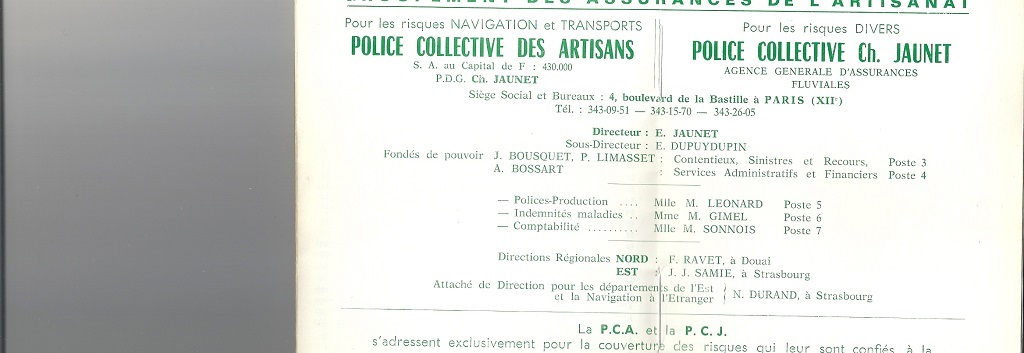 GROUPEMENT DES ASSURANCES DE L'ARTISANAT
Pour les risques NAVIGATION et TRANSPORTS
POLICE COLLECTIVE DES ARTISANS
S. A. au Capital de F : 430.000
P.D.G. Ch. JAUNET
Pour les risques DIVERS
POLICE COLLECTIVE Ch. JAUNET
AGENCE GENERALE D'ASSURANCES
FLUVIALES
Siège Social et Bureaux : 4, boulevard de la Bastille à PARIS (XIIe)
Tél. : 343-09-51 — 343-15-70 — 343-26-05
Directeur : E. JAUNET
Sous-Directeur : E. DUPUYDUPIN
Fondés de pouvoir J. BOUSQUET, P. LIMASSET : Contentieux, Sinistres et Recours, Poste 3
A. BOSSART : Services Administratifs et Financiers Poste 4
— Polices-Production .... Mlle M. LEONARD Poste 5
— Indemnités maladies .. Mme M. GIMEL Poste 6
— Comptabilité .......... Mlle M. SONNOIS Poste 7
Directions Régionales NORD : F. RAVET, à Douai
EST : J. J. SAMIE, à Strasbourg
Attaché de Direction pour les départements de l'Est
et la Navigation à l'Etranger } N. DURAND, à Strasbourg
La P.C.A. et la P. C. J.
s'adressent exclusivement pour la couverture des risques qui leur sont confiés à la